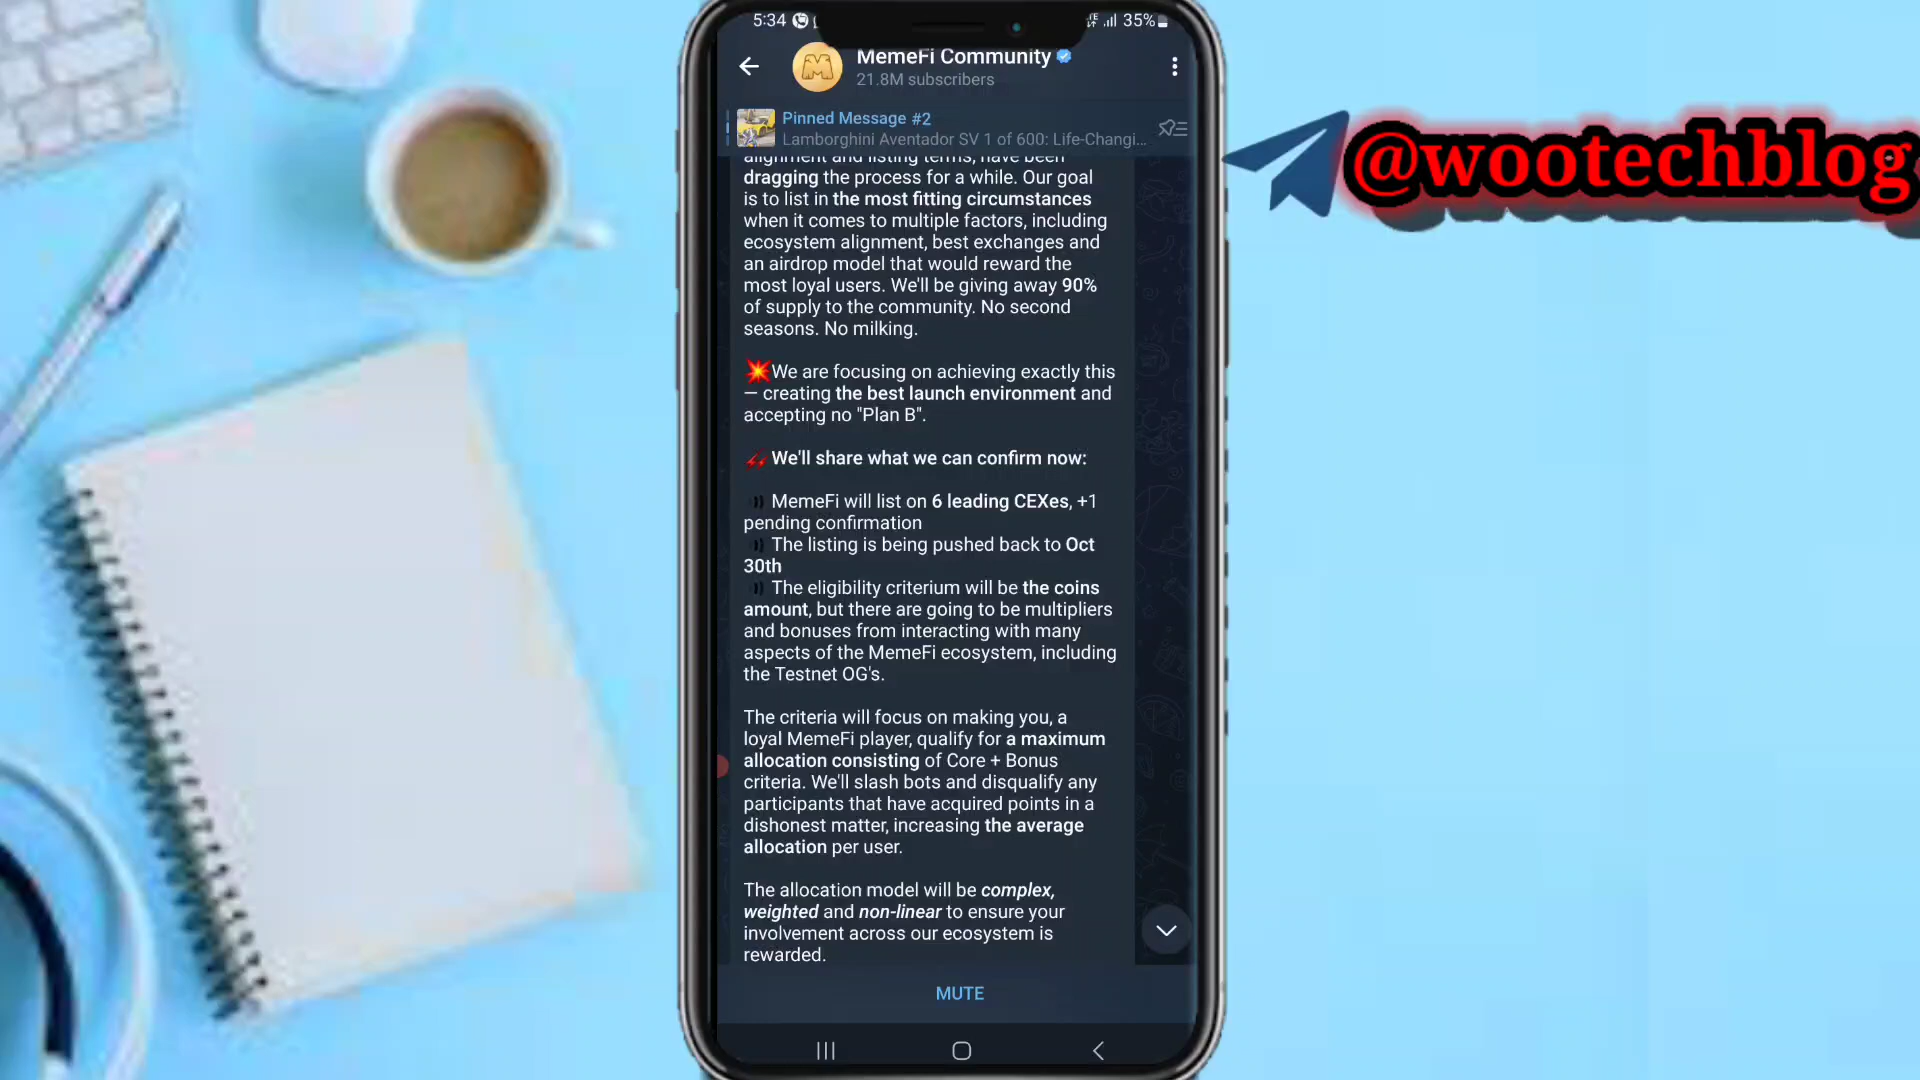 5:34
35%
MemeFi Community
21.8M subscribers
Pinned Message #2
Lamborghini Aventador SV 1 of 600: Life-Changi...
@wootechblog
alignment and listing terms, have been
dragging the process for a while. Our goal
is to list in the most fitting circumstances
when it comes to multiple factors, including
ecosystem alignment, best exchanges and
an airdrop model that would reward the
most loyal users. We'll be giving away 90%
of supply to the community. No second
seasons. No milking.
💥We are focusing on achieving exactly this
— creating the best launch environment and
accepting no "Plan B".
We'll share what we can confirm now:
MemeFi will list on 6 leading CEXes, +1
pending confirmation
The listing is being pushed back to Oct
30th
The eligibility criterium will be the coins
amount, but there are going to be multipliers
and bonuses from interacting with many
aspects of the MemeFi ecosystem, including
the Testnet OG's.
The criteria will focus on making you, a
loyal MemeFi player, qualify for a maximum
allocation consisting of Core + Bonus
criteria. We'll slash bots and disqualify any
participants that have acquired points in a
dishonest matter, increasing the average
allocation per user.
The allocation model will be complex,
weighted and non-linear to ensure your
involvement across our ecosystem is
rewarded.
MUTE